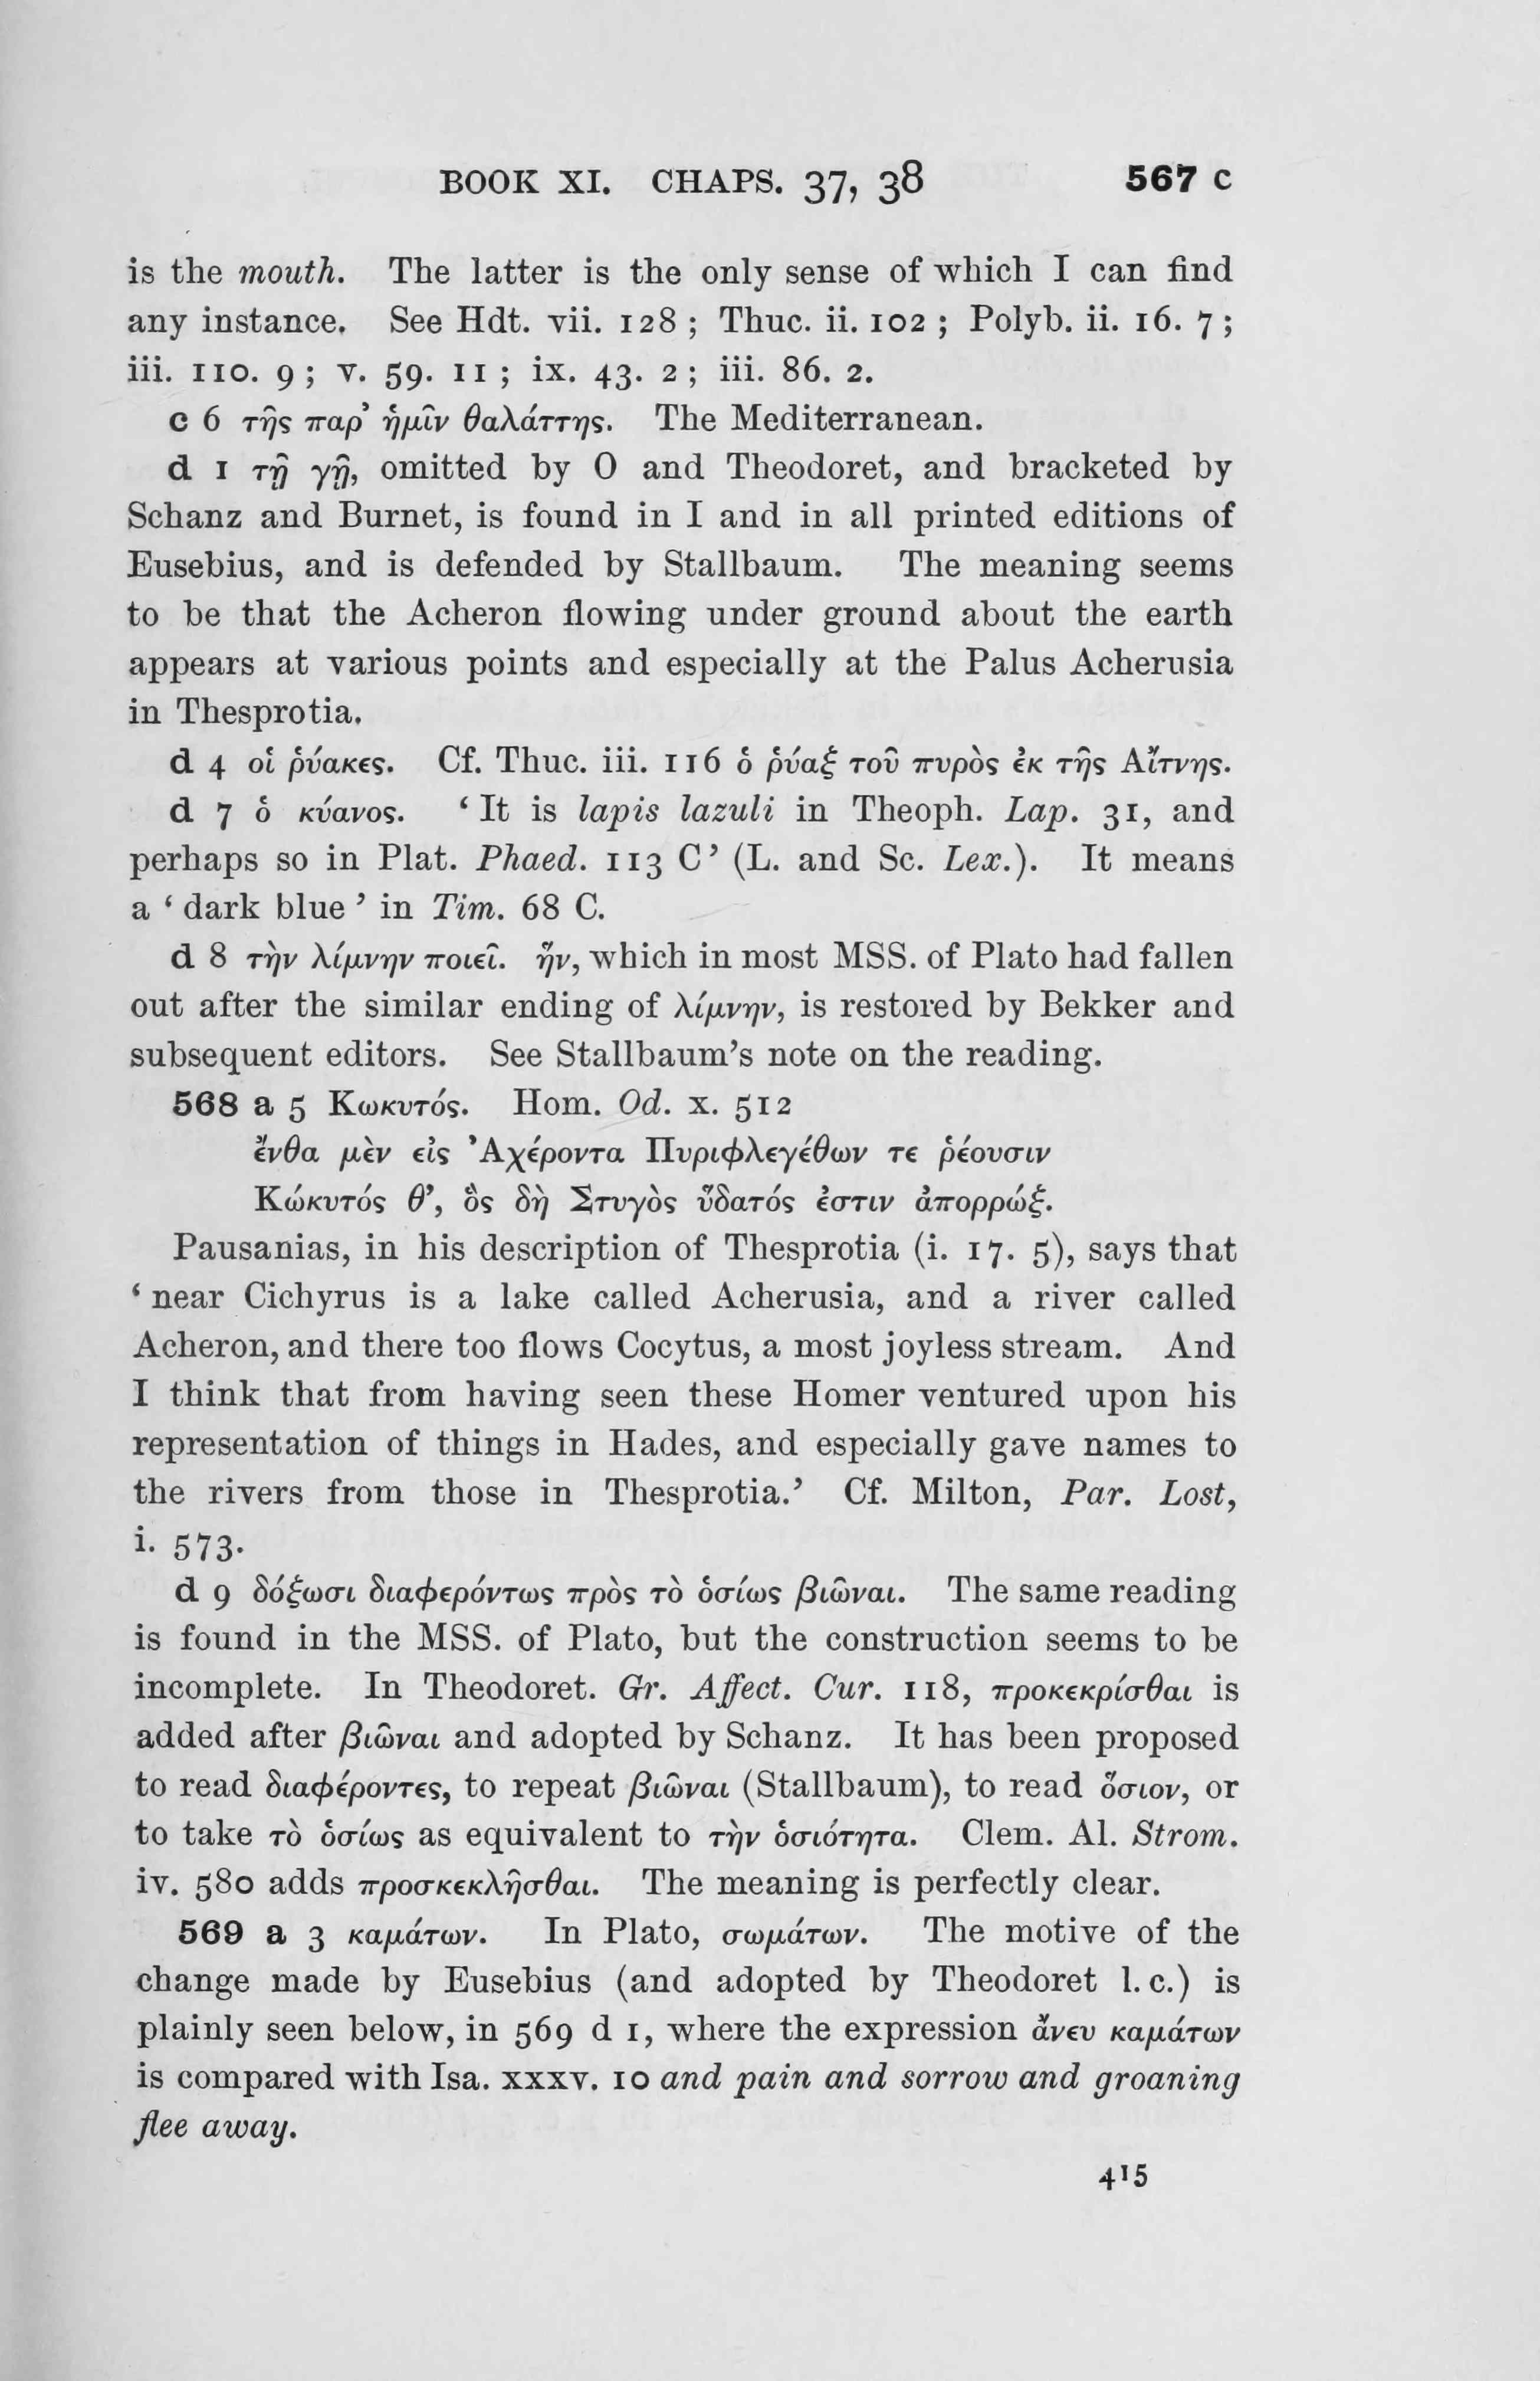 BOOK XI. CHAPS. 37, 38 567 c
is the mouth. The latter is the only sense of which I can find
any instance. See Hdt. vii. 128; Thuc. ii. 102; Polyb. ii. 16. 7;
iii. 110. 9; v. 59. 11; ix. 43. 2; iii. 86. 2.
c 6 τῆς παρ’ ἡμῖν θαλάττης. The Mediterranean.
d 1 τῇ γῇ, omitted by O and Theodoret, and bracketed by
Schanz and Burnet, is found in I and in all printed editions of
Eusebius, and is defended by Stallbaum. The meaning seems
to be that the Acheron flowing under ground about the earth
appears at various points and especially at the Palus Acherusia
in Thesprotia.
d 4 οἱ ῥύακες. Cf. Thuc. iii. 116 ὁ ῥύαξ τοῦ πυρὸς ἐκ τῆς Αἴτνης.
d 7 ὁ κύανος. ‘It is lapis lazuli in Theoph. Lap. 31, and
perhaps so in Plat. Phaed. 113 C’ (L. and Sc. Lex.). It means
a ‘dark blue’ in Tim. 68 C.
d 8 τὴν λίμνην ποιεῖ. ἥν, which in most MSS. of Plato had fallen
out after the similar ending of λίμνην, is restored by Bekker and
subsequent editors. See Stallbaum’s note on the reading.
568 a 5 Κωκυτός. Hom. Od. x. 512
ἔνθα μὲν εἰς Ἀχέροντα Πυριφλεγέθων τε ῥέουσιν
Κώκυτός θ’, ὃς δὴ Στυγὸς ὕδατός ἐστιν ἀπορρώξ.
Pausanias, in his description of Thesprotia (i. 17. 5), says that
‘near Cichyrus is a lake called Acherusia, and a river called
Acheron, and there too flows Cocytus, a most joyless stream. And
I think that from having seen these Homer ventured upon his
representation of things in Hades, and especially gave names to
the rivers from those in Thesprotia.’ Cf. Milton, Par. Lost,
i. 573.
d 9 δόξωσι διαφερόντως πρὸς τὸ ὁσίως βιῶναι. The same reading
is found in the MSS. of Plato, but the construction seems to be
incomplete. In Theodoret. Gr. Affect. Cur. 118, προκεκρίσθαι is
added after βιῶναι and adopted by Schanz. It has been proposed
to read διαφέροντες, to repeat βιῶναι (Stallbaum), to read ὅσιον, or
to take τὸ ὁσίως as equivalent to τὴν ὁσιότητα. Clem. Al. Strom.
iv. 580 adds προσκεκλῆσθαι. The meaning is perfectly clear.
569 a 3 καμάτων. In Plato, σωμάτων. The motive of the
change made by Eusebius (and adopted by Theodoret l. c.) is
plainly seen below, in 569 d 1, where the expression ἄνευ καμάτων
is compared with Isa. xxxv. 10 and pain and sorrow and groaning
flee away.
415